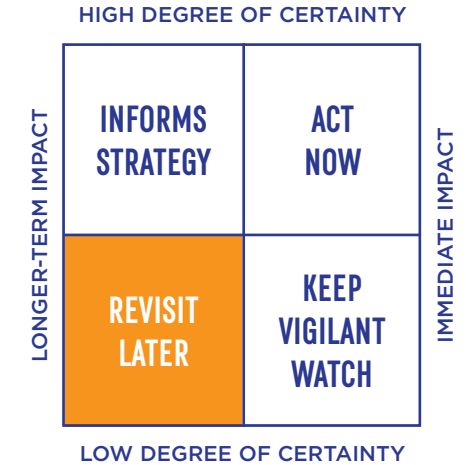 HIGH DEGREE OF CERTAINTY
LONGER-TERM IMPACT
INFORMS
STRATEGY
ACT
NOW
IMMEDIATE IMPACT
REVISIT
LATER
KEEP
VIGILANT
WATCH
LOW DEGREE OF CERTAINTY